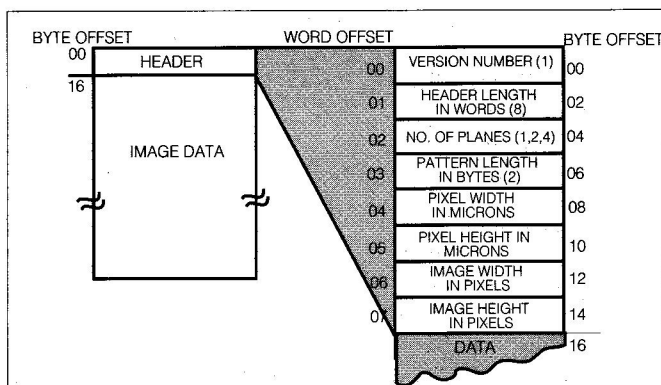 BYTE OFFSET
00
16
HEADER
IMAGE DATA
WORD OFFSET
00
01
02
03
04
05
06
07
VERSION NUMBER (1)
HEADER LENGTH
IN WORDS (8)
NO. OF PLANES (1,2,4)
PATTERN LENGTH
IN BYTES (2)
PIXEL WIDTH
IN MICRONS
PIXEL HEIGHT IN
MICRONS
IMAGE WIDTH
IN PIXELS
IMAGE HEIGHT
IN PIXELS
DATA
BYTE OFFSET
00
02
04
06
08
10
12
14
16